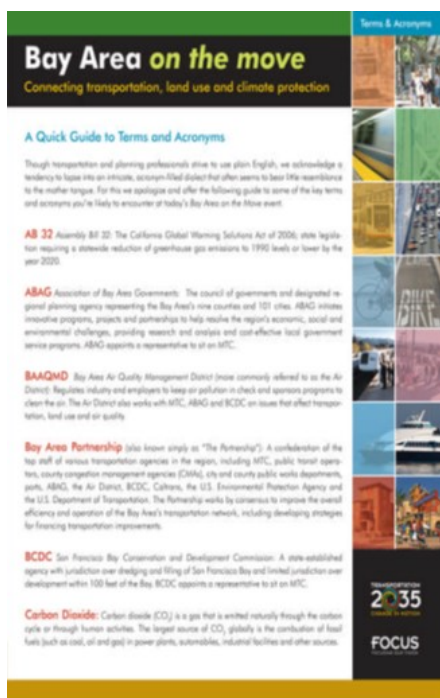 Terms & Acronyms
Bay Area on the move
Connecting transportation, land use and climate protection
A Quick Guide to Terms and Acronyms
Though transportation and planning professionals strive to use plain English, we acknowledge a
tendency to lapse into an intricate, acronym-filled dialect that often seems to bear little resemblance
to the mother tongue. For this we apologize and offer the following guide to some of the key terms
and acronyms you're likely to encounter at today's Bay Area on the Move event.
AB 32 Assembly Bill 32: The California Global Warming Solutions Act of 2006; state legisla-
tion requiring a statewide reduction of greenhouse gas emissions to 1990 levels or lower by the
year 2020.
ABAG Association of Bay Area Governments: The council of governments and designated re-
gional planning agency representing the Bay Area's nine counties and 101 cities. ABAG initiates
innovative programs, projects and partnerships to help resolve the region's economic, social and
environmental challenges, providing research and analysis and cost-effective local government
service programs. ABAG appoints a representative to sit on MTC.
BAAQMD Bay Area Air Quality Management District (more commonly referred to as the Air
District): Regulates industry and employers to keep air pollution in check and sponsors programs to
clean the air. The Air District also works with MTC, ABAG and BCDC on issues that affect transpor-
tation, land use and air quality.
Bay Area Partnership (also known simply as "The Partnership"): A confederation of the
top staff of various transportation agencies in the region, including MTC, public transit opera-
tors, county congestion management agencies (CMAs), city and county public works departments,
ports, ABAG, the Air District, BCDC, Caltrans, the U.S. Environmental Protection Agency and
the U.S. Department of Transportation. The Partnership works by consensus to improve the overall
efficiency and operation of the Bay Area's transportation network, including developing strategies
for financing transportation improvements.
BCDC San Francisco Bay Conservation and Development Commission: A state-established
agency with jurisdiction over dredging and filling of San Francisco Bay and limited jurisdiction over
development within 100 feet of the Bay. BCDC appoints a representative to sit on MTC.
Carbon Dioxide: Carbon dioxide (CO₂) is a gas that is emitted naturally through the carbon
cycle or through human activities. The largest source of CO₂ globally is the combustion of fossil
fuels (such as coal, oil and gas) in power plants, automobiles, industrial facilities and other sources.
BIKE
TRANSPORTATION
2035
CHANGE IN MOTION
FOCUS